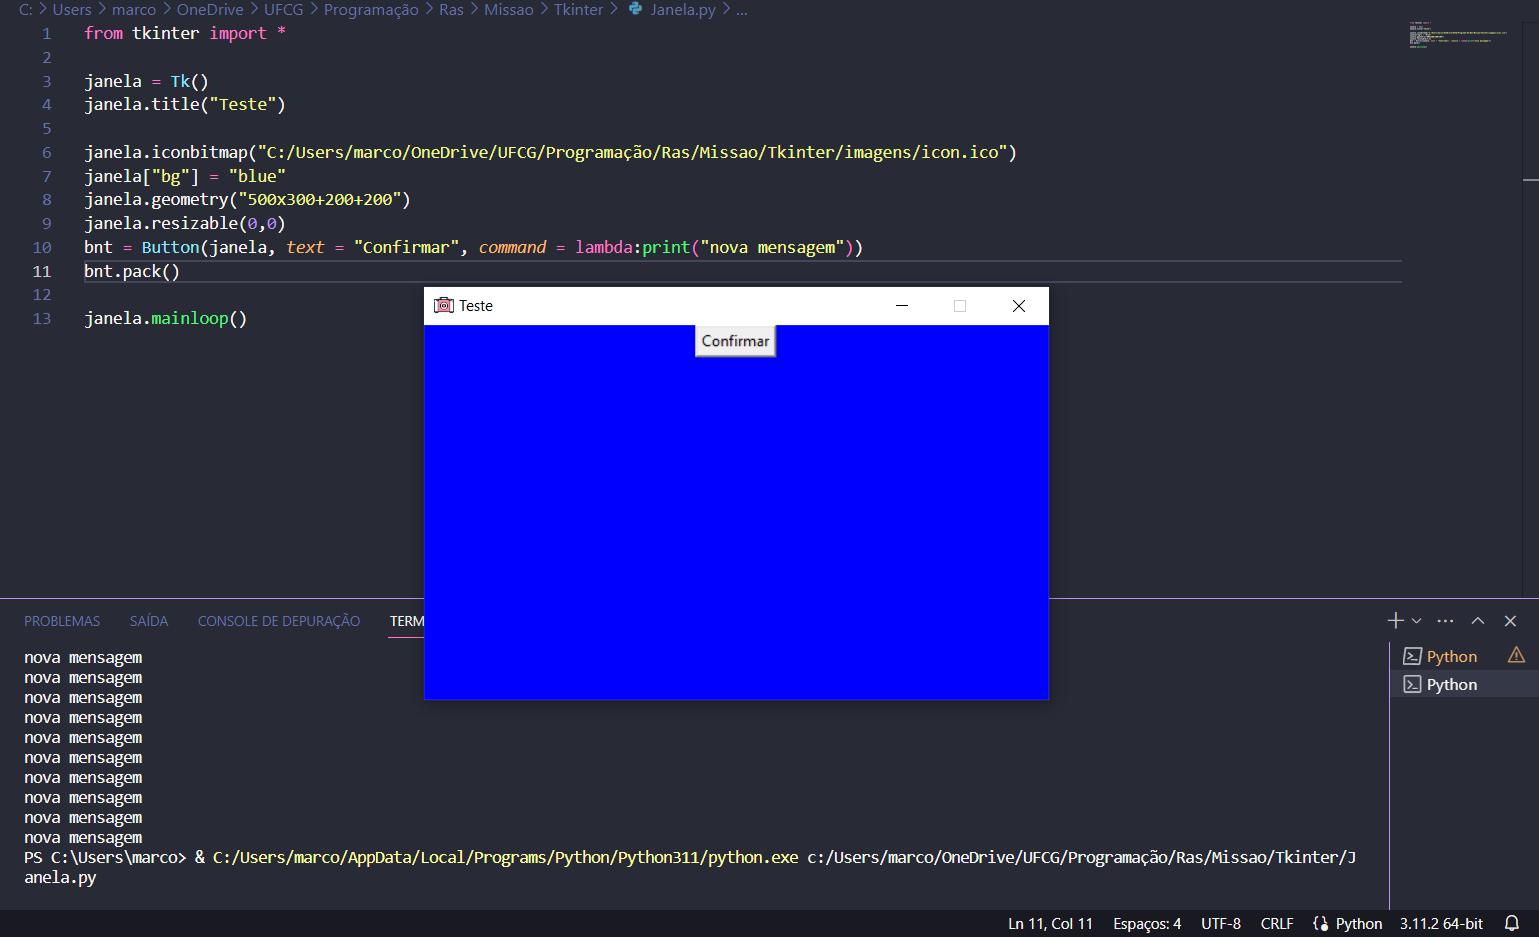 C: > Users > marco > OneDrive > UFCG > Programação > Ras > Missao > Tkinter > Janela.py > ...
1 from tkinter import *
2
3 janela = Tk()
4 janela.title("Teste")
5
6 janela.iconbitmap("C:/Users/marco/OneDrive/UFCG/Programação/Ras/Missao/Tkinter/imagens/icon.ico")
7 janela["bg"] = "blue"
8 janela.geometry("500x300+200+200")
9 janela.resizable(0,0)
10 bnt = Button(janela, text = "Confirmar", command = lambda:print("nova mensagem"))
11 bnt.pack()
12
13 janela.mainloop()
Teste
Confirmar
PROBLEMAS SAÍDA CONSOLE DE DEPURAÇÃO TERM
nova mensagem
nova mensagem
nova mensagem
nova mensagem
nova mensagem
nova mensagem
nova mensagem
nova mensagem
nova mensagem
nova mensagem
PS C:\Users\marco> & C:/Users/marco/AppData/Local/Programs/Python/Python311/python.exe c:/Users/marco/OneDrive/UFCG/Programação/Ras/Missao/Tkinter/J
anela.py
Python
Python
Ln 11, Col 11 Espaços: 4 UTF-8 CRLF Python 3.11.2 64-bit